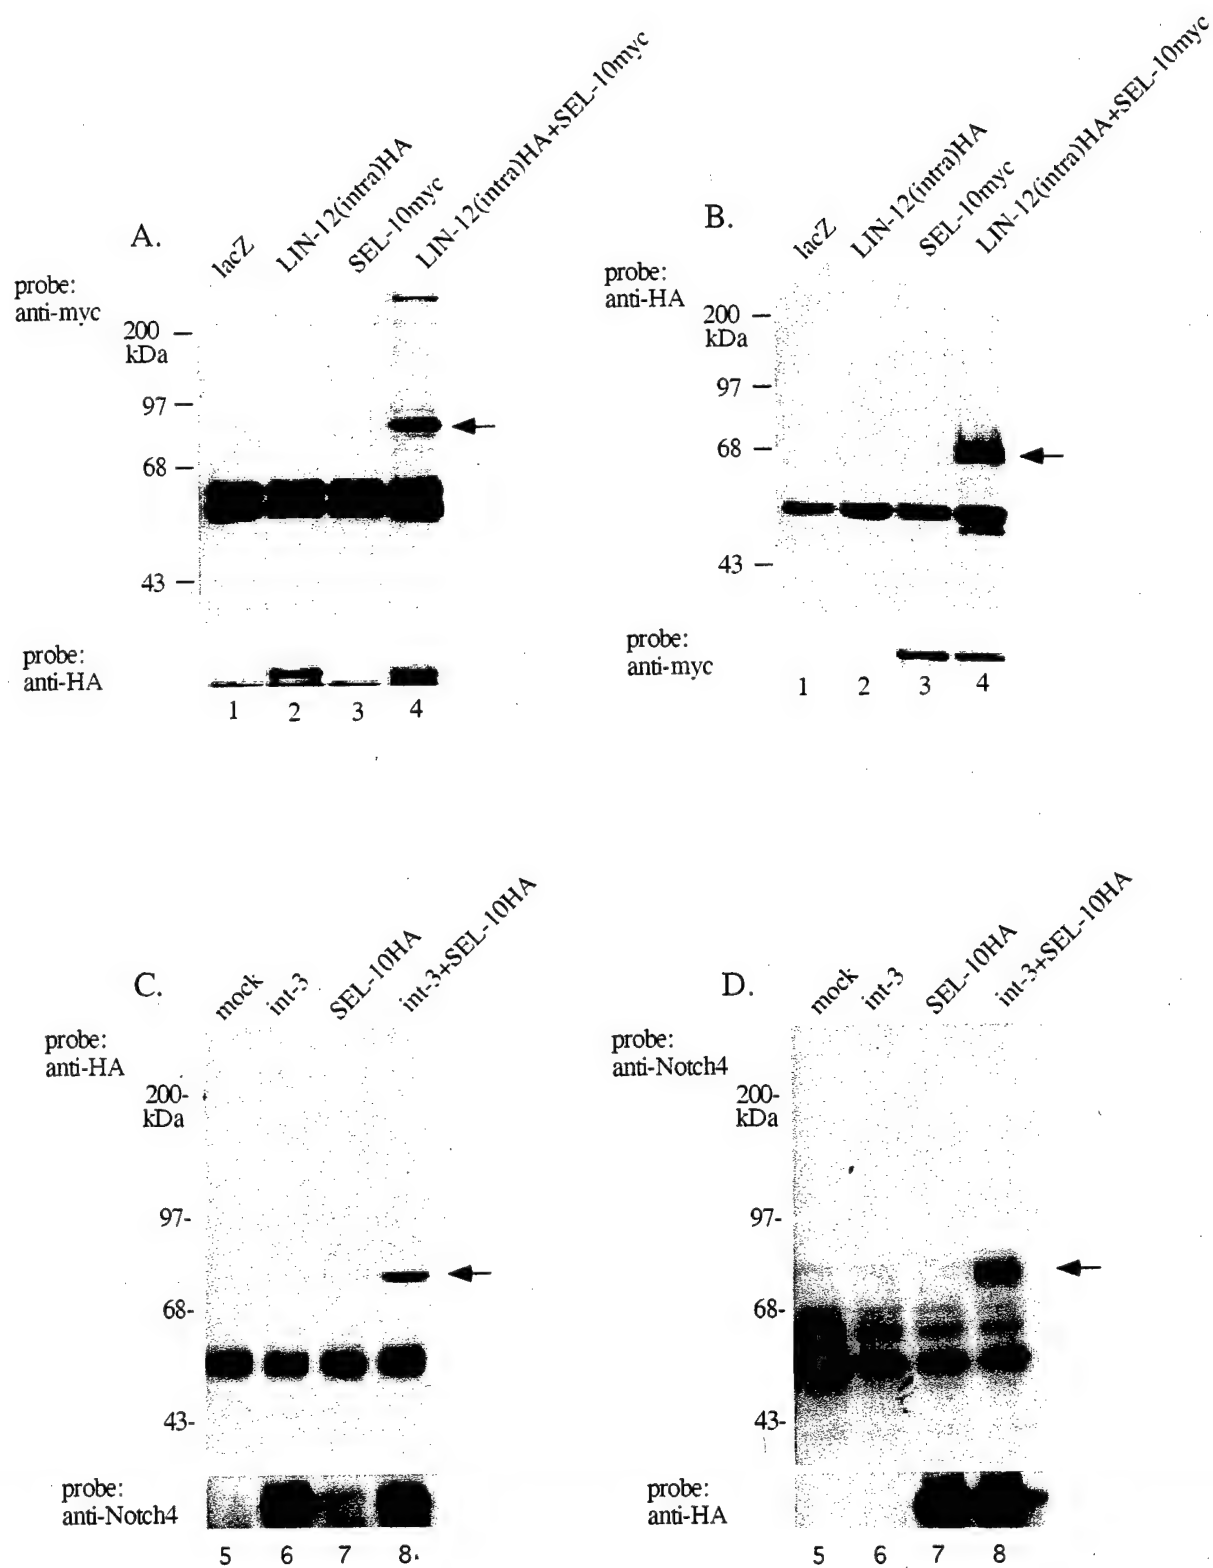 A.
lacZ
LIN-12(intra)HA
SEL-10myc
LIN-12(intra)HA+SEL-10myc
probe:
anti-myc
200
kDa
97
68
43
probe:
anti-HA
1 2 3 4
B.
lacZ
LIN-12(intra)HA
SEL-10myc
LIN-12(intra)HA+SEL-10myc
probe:
anti-HA
200
kDa
97
68
43
probe:
anti-myc
1 2 3 4
C.
mock
int-3
SEL-10HA
int-3+SEL-10HA
probe:
anti-HA
200-
kDa
97-
68-
43-
probe:
anti-Notch4
5 6 7 8
D.
mock
int-3
SEL-10HA
int-3+SEL-10HA
probe:
anti-Notch4
200-
kDa
97-
68-
43-
probe:
anti-HA
5 6 7 8